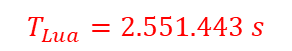 T_Lua = 2.551.443 s